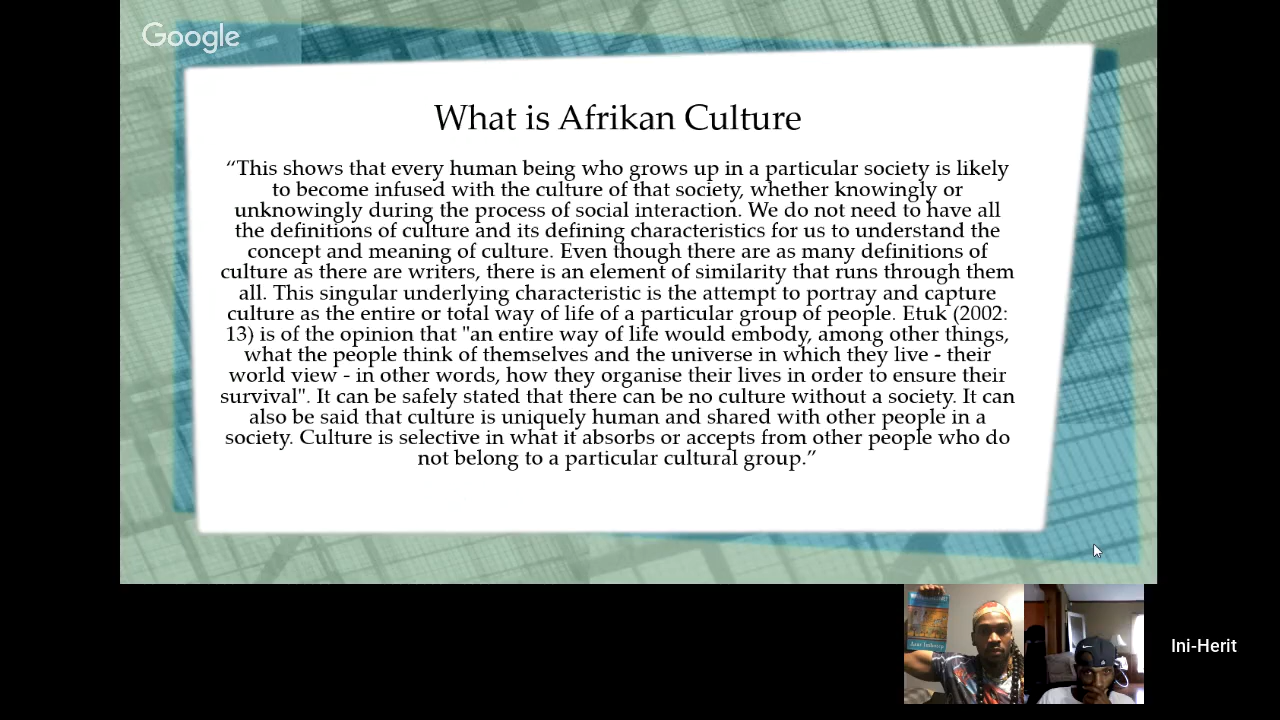 Google
What is Afrikan Culture
“This shows that every human being who grows up in a particular society is likely
to become infused with the culture of that society, whether knowingly or
unknowingly during the process of social interaction. We do not need to have all
the definitions of culture and its defining characteristics for us to understand the
concept and meaning of culture. Even though there are as many definitions of
culture as there are writers, there is an element of similarity that runs through them
all. This singular underlying characteristic is the attempt to portray and capture
culture as the entire or total way of life of a particular group of people. Etuk (2002:
13) is of the opinion that "an entire way of life would embody, among other things,
what the people think of themselves and the universe in which they live - their
world view - in other words, how they organise their lives in order to ensure their
survival". It can be safely stated that there can be no culture without a society. It can
also be said that culture is uniquely human and shared with other people in a
society. Culture is selective in what it absorbs or accepts from other people who do
not belong to a particular cultural group.”
Ini-Herit